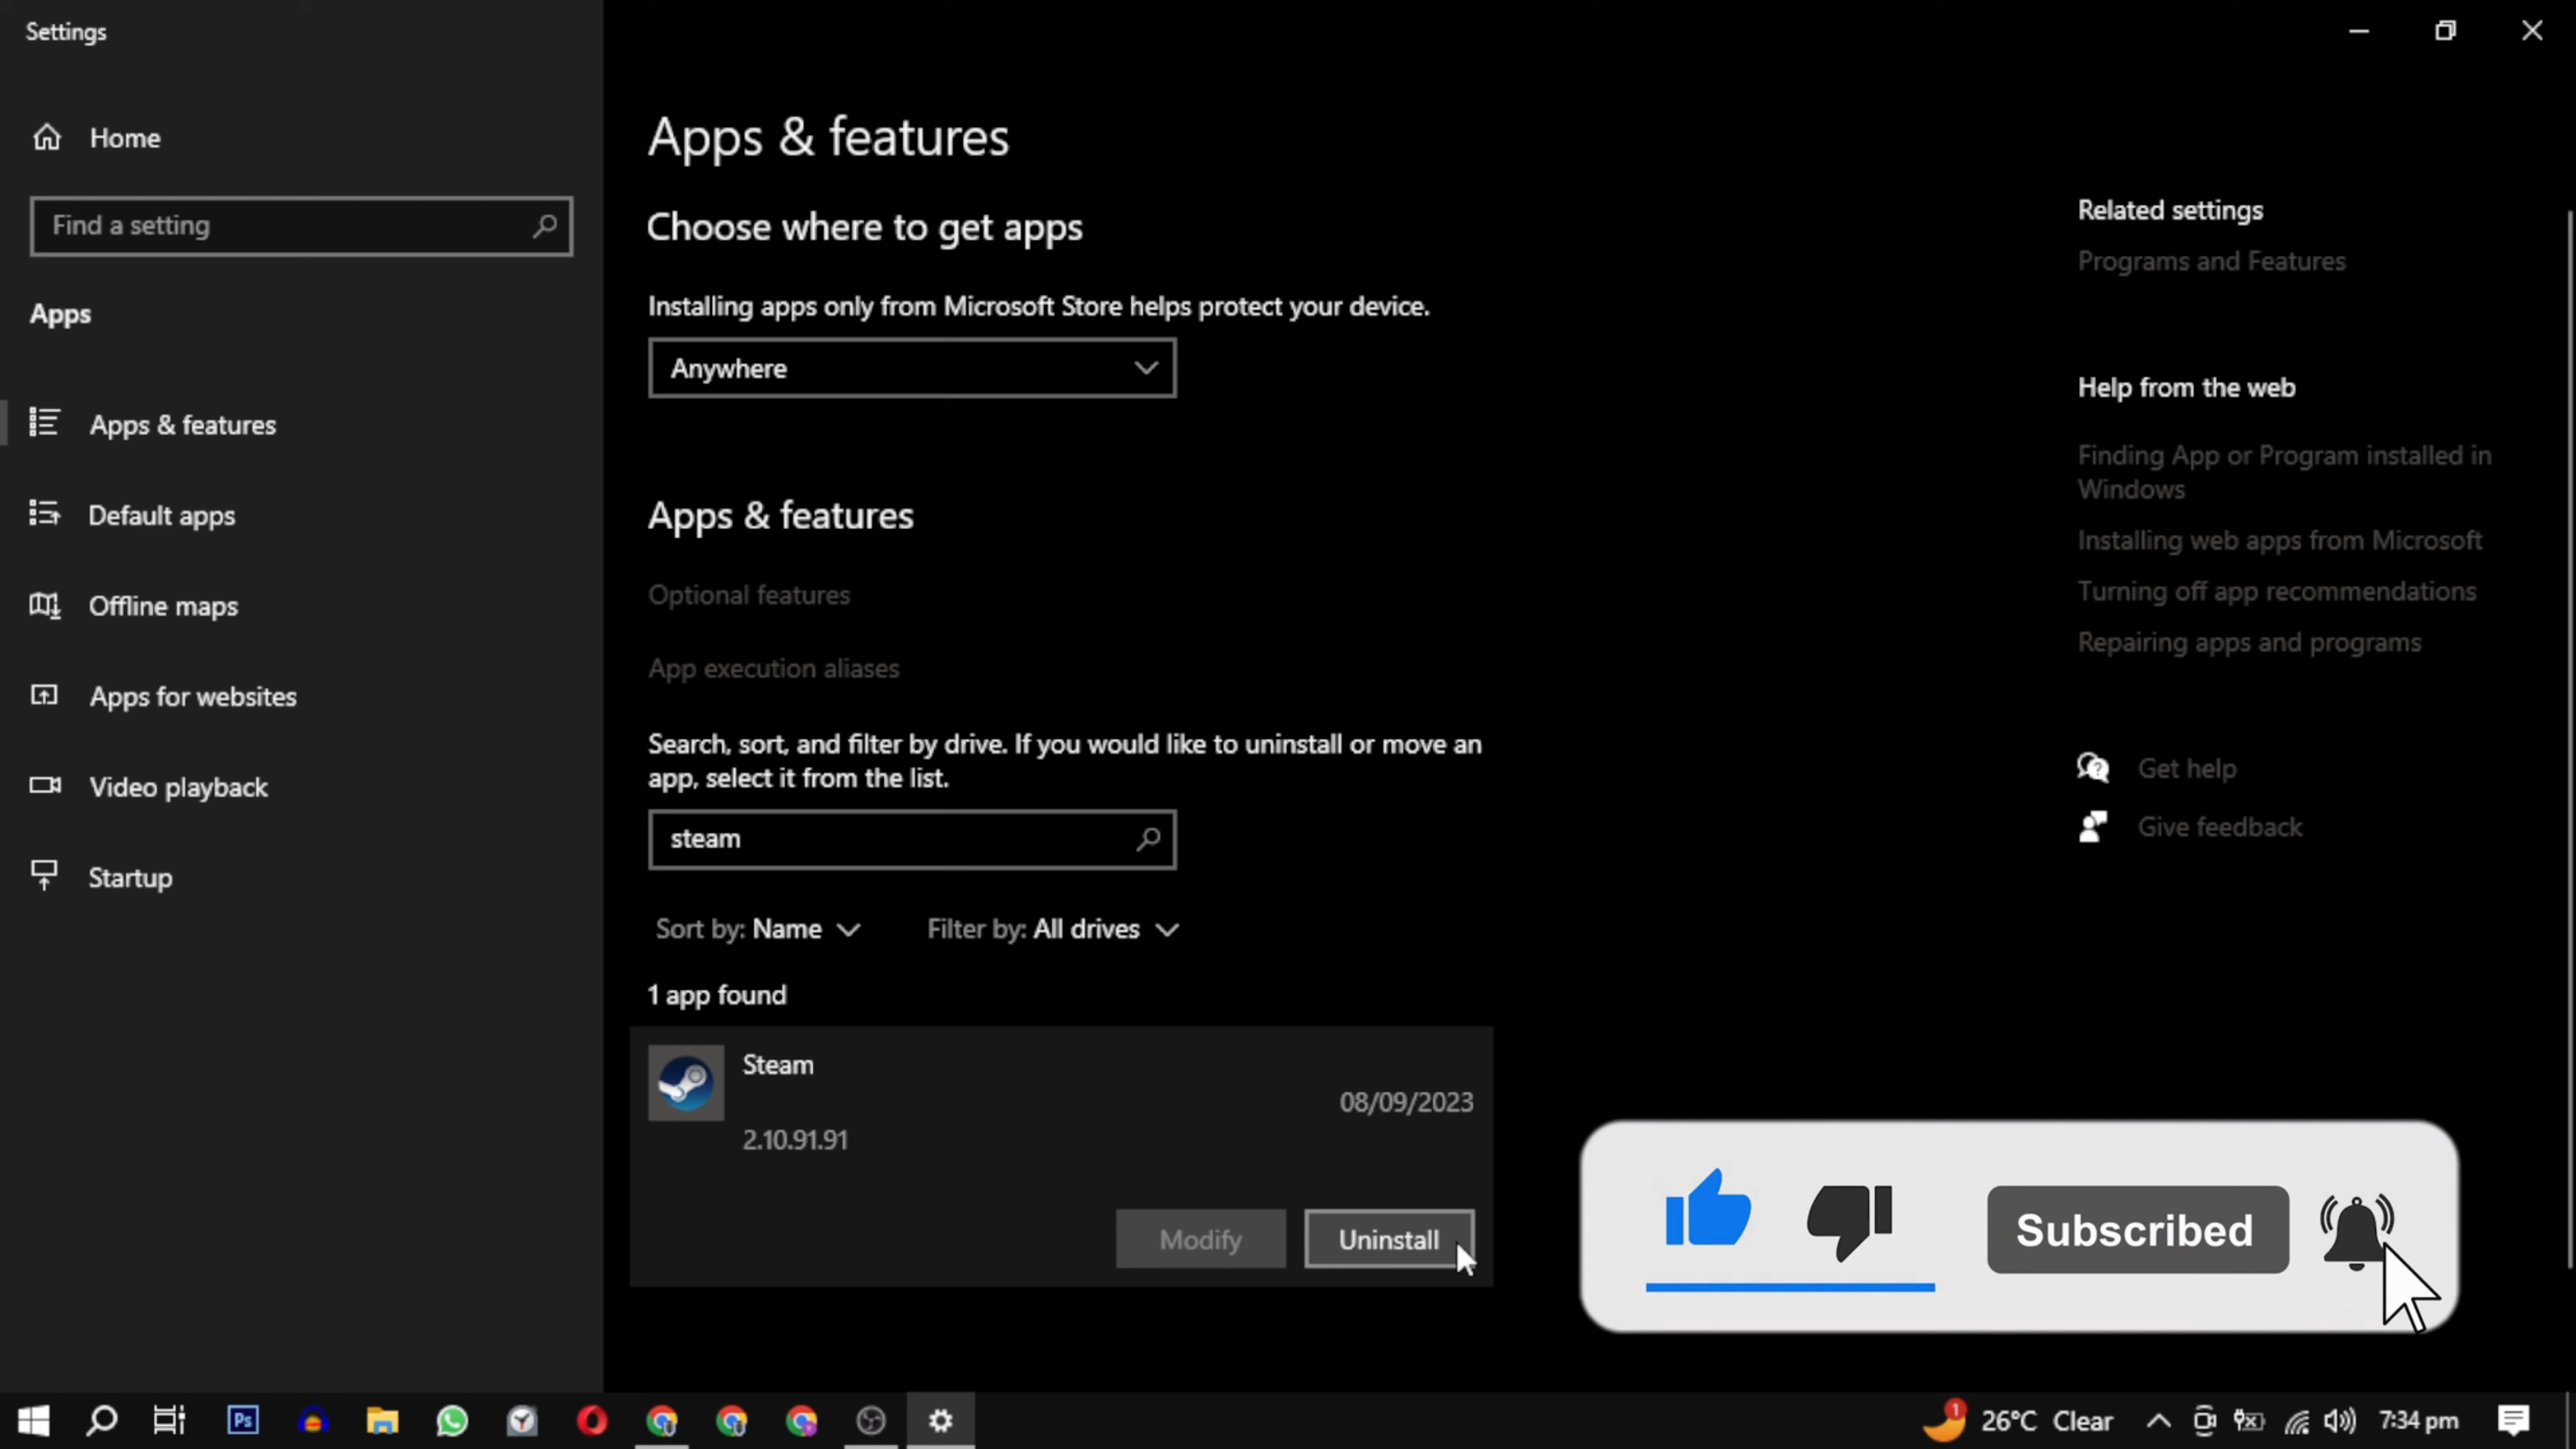 Settings
Home
Find a setting
Apps
Apps & features
Default apps
Offline maps
Apps for websites
Video playback
Startup
Apps & features
Choose where to get apps
Installing apps only from Microsoft Store helps protect your device.
Anywhere
Apps & features
Optional features
App execution aliases
Search, sort, and filter by drive. If you would like to uninstall or move an
app, select it from the list.
steam
Sort by: Name
Filter by: All drives
1 app found
Steam
08/09/2023
2.10.91.91
Modify
Uninstall
Related settings
Programs and Features
Help from the web
Finding App or Program installed in
Windows
Installing web apps from Microsoft
Turning off app recommendations
Repairing apps and programs
Get help
Give feedback
Subscribed
Ps
1
26°C Clear
7:34 pm